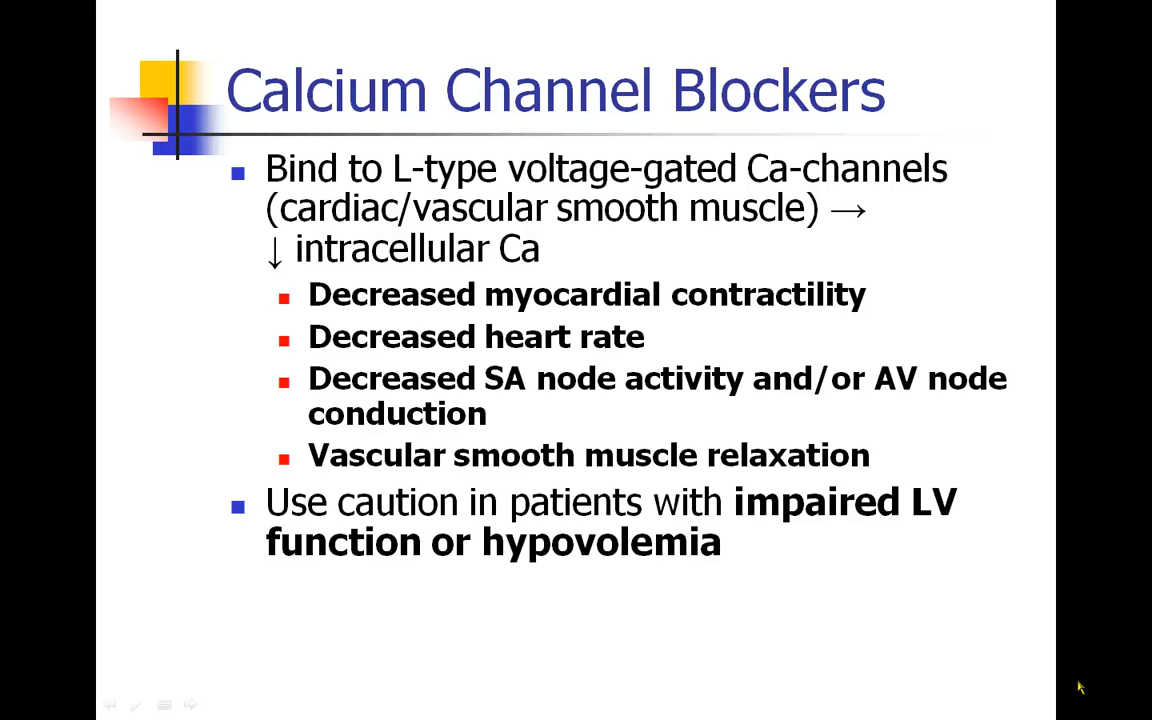 Calcium Channel Blockers
Bind to L-type voltage-gated Ca-channels
(cardiac/vascular smooth muscle) →
↓ intracellular Ca
Decreased myocardial contractility
Decreased heart rate
Decreased SA node activity and/or AV node
conduction
Vascular smooth muscle relaxation
Use caution in patients with impaired LV
function or hypovolemia